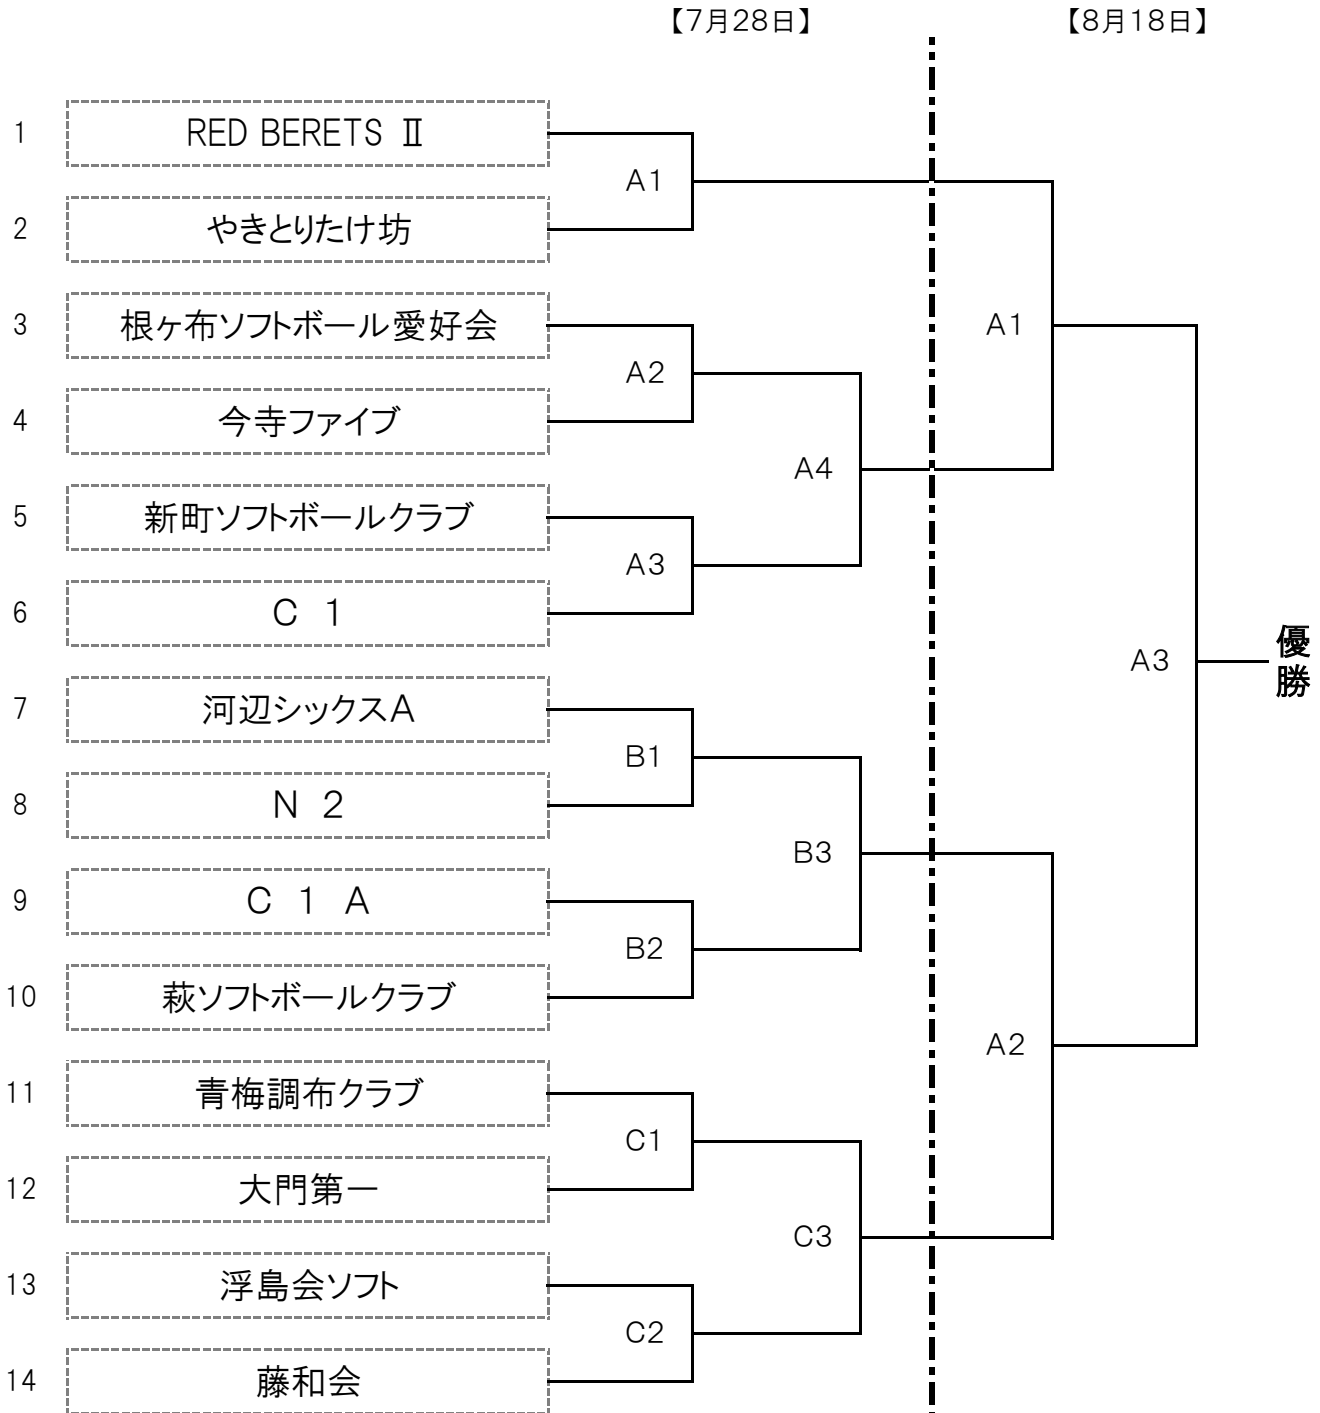 【7月28日】 【8月18日】
1 RED BERETS Ⅱ
A1
2 やきとりたけ坊
3 根ヶ布ソフトボール愛好会 A1
A2
4 今寺ファイブ
A4
5 新町ソフトボールクラブ
A3
6 C 1
優勝
A3
7 河辺シックスA
B1
8 N 2
B3
9 C 1 A
B2
10 萩ソフトボールクラブ
A2
11 青梅調布クラブ
C1
12 大門第一
C3
13 浮島会ソフト
C2
14 藤和会